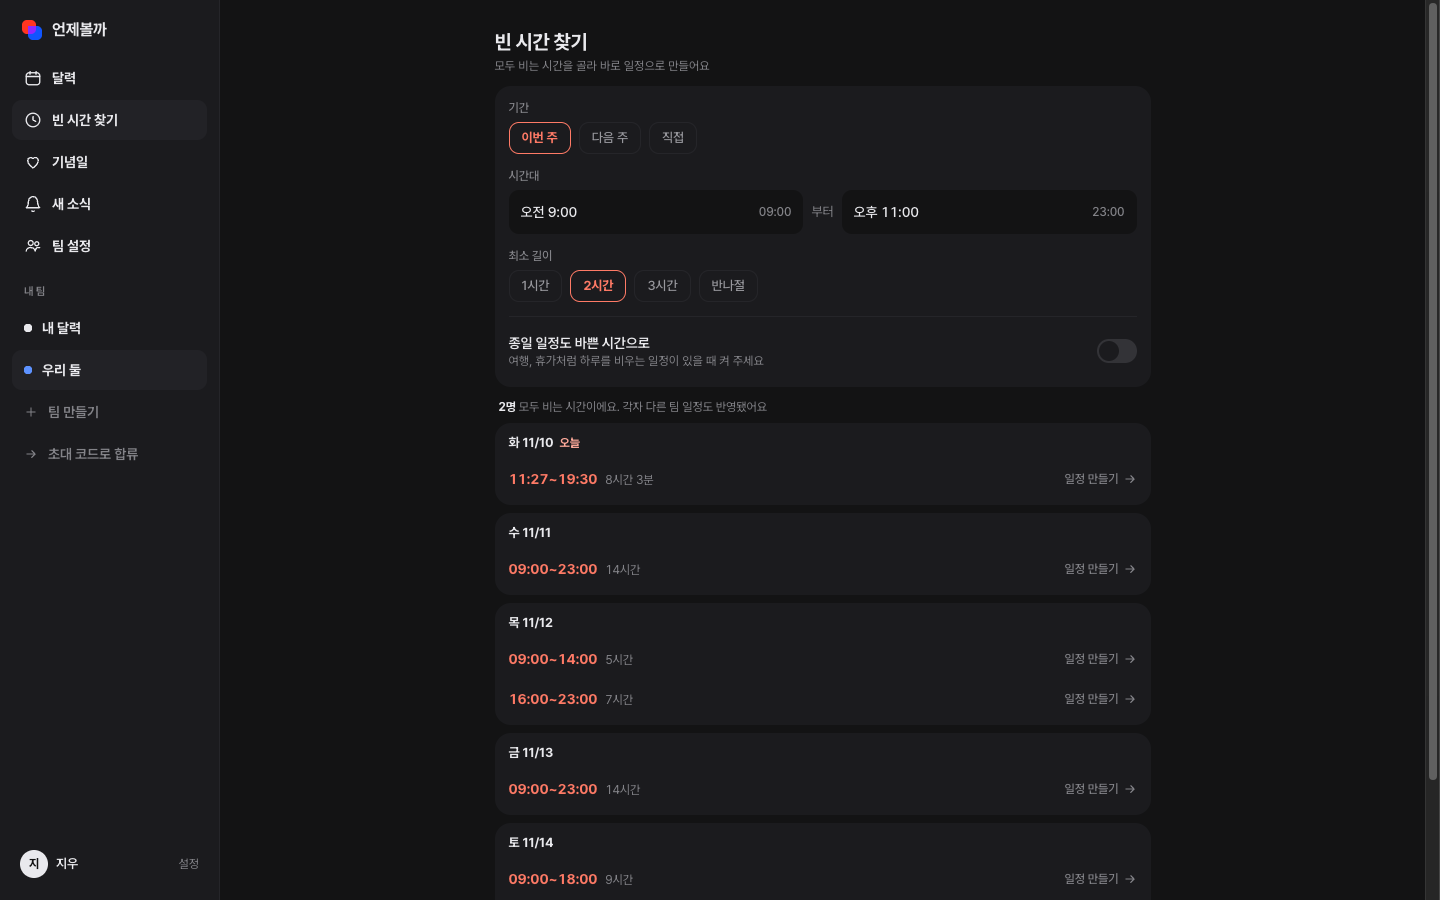 언제볼까
달력
빈 시간 찾기
기념일
새 소식
팀 설정
내 팀
내 달력
우리 둘
팀 만들기
초대 코드로 합류
지 지우 설정
빈 시간 찾기
모두 비는 시간을 골라 바로 일정으로 만들어요
기간
이번 주 다음 주 직접
시간대
오전 9:00 09:00 부터 오후 11:00 23:00
최소 길이
1시간 2시간 3시간 반나절
종일 일정도 바쁜 시간으로
여행, 휴가처럼 하루를 비우는 일정이 있을 때 켜 주세요
2명 모두 비는 시간이에요. 각자 다른 팀 일정도 반영됐어요
화 11/10 오늘
11:27~19:30 8시간 3분 일정 만들기 →
수 11/11
09:00~23:00 14시간 일정 만들기 →
목 11/12
09:00~14:00 5시간 일정 만들기 →
16:00~23:00 7시간 일정 만들기 →
금 11/13
09:00~23:00 14시간 일정 만들기 →
토 11/14
09:00~18:00 9시간 일정 만들기 →